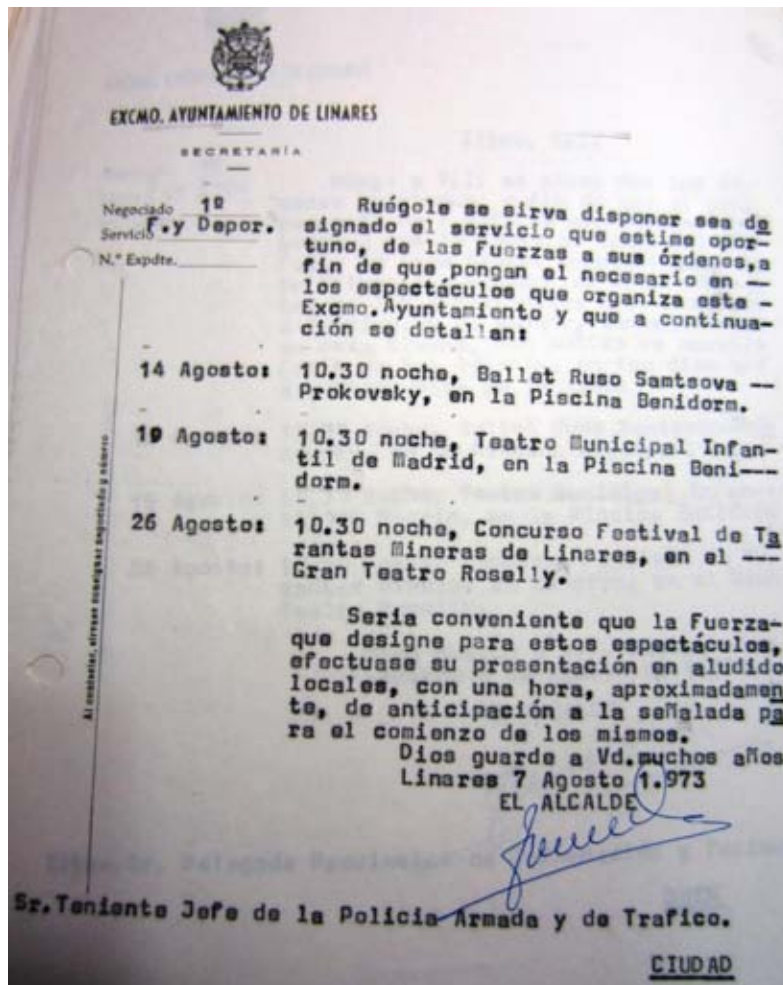 EXCMO. AYUNTAMIENTO DE LINARES
SECRETARÍA
Negociado 1º
Servicio F.y Depor.
N.º Expdte.
Ruégole se sirva disponer sea de
signado el servicio que estime opor-
tuno, de las Fuerzas a sus órdenes,a
fin de que pongan el necesario en --
los espectáculos que organiza este -
Excmo.Ayuntamiento y que a continua-
ción se detallan:
14 Agosto: 10.30 noche, Ballet Ruso Samtsova --
Prokovsky, en la Piscina Benidorm.
19 Agosto: 10.30 noche, Teatro Municipal Infan-
til de Madrid, en la Piscina Beni---
dorm.
26 Agosto: 10.30 noche, Concurso Festival de Ta
rantas Mineras de Linares, en el ---
Gran Teatro Roselly.
Seria conveniente que la Fuerza-
que designe para estos espectáculos,
efectuase su presentación en aludido
locales, con una hora, aproximadamen
te, de anticipación a la señalada pa
ra el comienzo de los mismos.
Dios guarde a Vd.muchos años
Linares 7 Agosto 1.973
EL ALCALDE
Sr.Teniente Jefe de la Policia Armada y de Trafico.
CIUDAD
Al contestar, sírvase consignar negociado y número